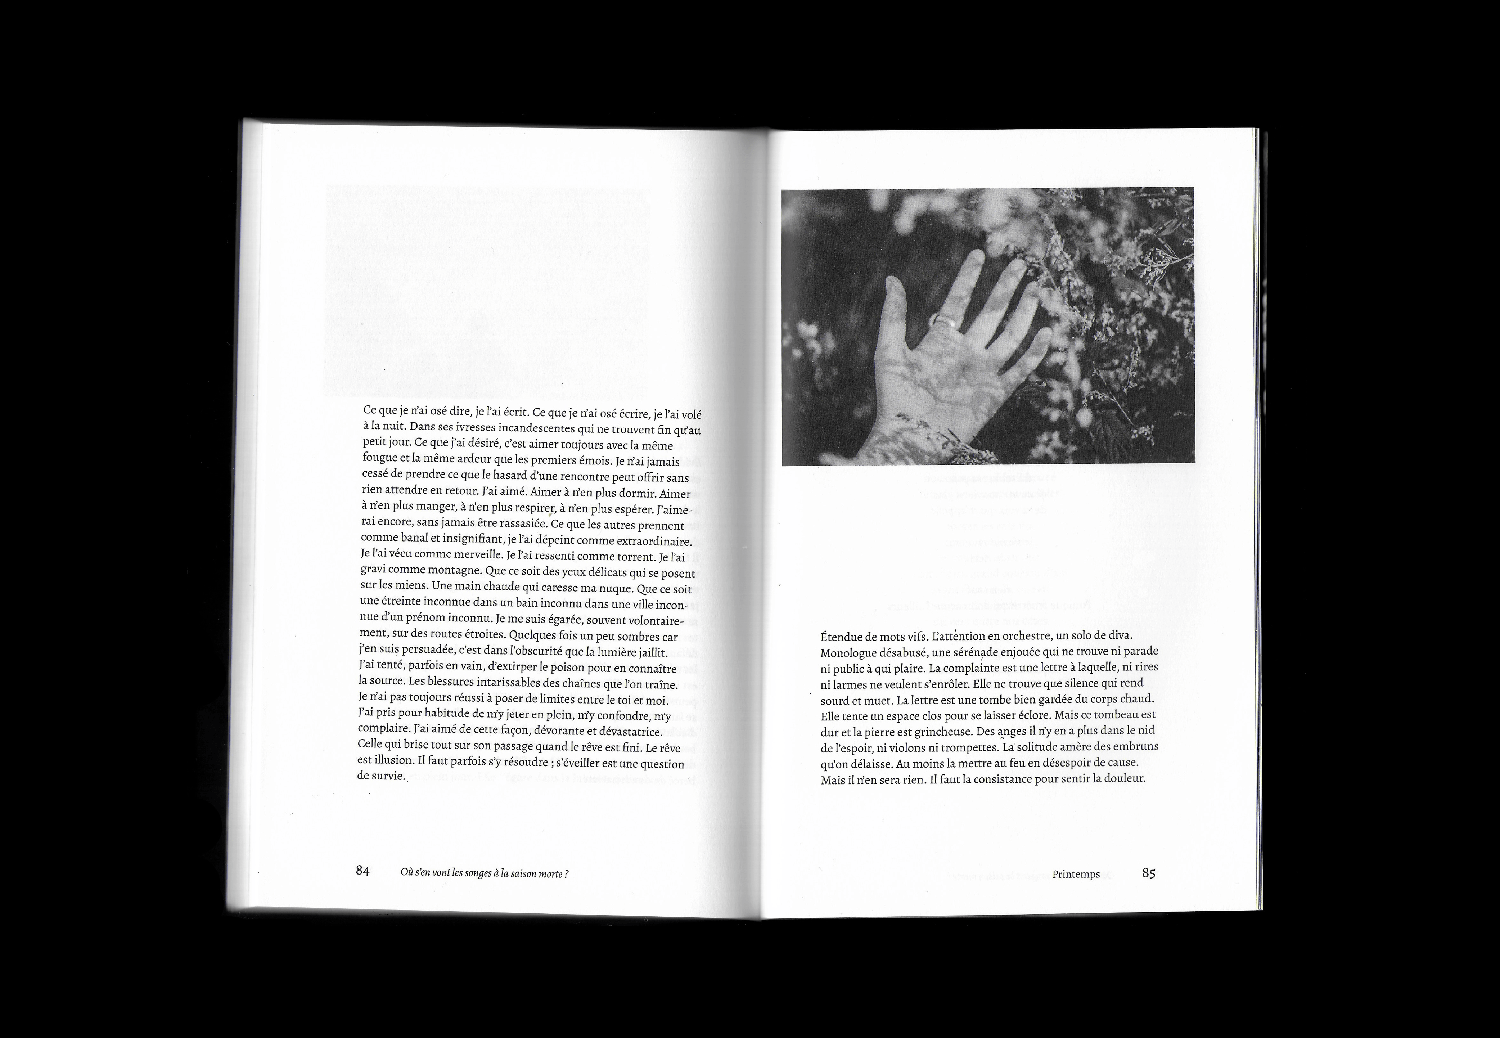 Ce que je n'ai osé dire, je l'ai écrit. Ce que je n'ai osé écrire, je l'ai volé
à la nuit. Dans ses ivresses incandescentes qui ne trouvent fin qu'au
petit jour. Ce que j'ai désiré, c'est aimer toujours avec la même
fougue et la même ardeur que les premiers émois. Je n'ai jamais
cessé de prendre ce que le hasard d'une rencontre peut offrir sans
rien attendre en retour. J'ai aimé. Aimer à n'en plus dormir. Aimer
à n'en plus manger, à n'en plus respirer, à n'en plus espérer. J'aime-
rai encore, sans jamais être rassasiée. Ce que les autres prennent
comme banal et insignifiant, je l'ai dépeint comme extraordinaire.
Je l'ai vécu comme merveille. Je l'ai ressenti comme torrent. Je l'ai
gravi comme montagne. Que ce soit des yeux délicats qui se posent
sur les miens. Une main chaude qui caresse ma nuque. Que ce soit
une étreinte inconnue dans un bain inconnu dans une ville incon-
nue d'un prénom inconnu. Je me suis égarée, souvent volontaire-
ment, sur des routes étroites. Quelques fois un peu sombres car
j'en suis persuadée, c'est dans l'obscurité que la lumière jaillit.
J'ai tenté, parfois en vain, d'extirper le poison pour en connaître
la source. Les blessures intarissables des chaînes que l'on traîne.
Je n'ai pas toujours réussi à poser de limites entre le toi et moi.
J'ai pris pour habitude de m'y jeter en plein, m'y confondre, m'y
complaire. J'ai aimé de cette façon, dévorante et dévastatrice.
Celle qui brise tout sur son passage quand le rêve est fini. Le rêve
est illusion. Il faut parfois s'y résoudre ; s'éveiller est une question
de survie.
84 Où s'en vont les songes à la saison morte ?
Étendue de mots vifs. L'attention en orchestre, un solo de diva.
Monologue désabusé, une sérénade enjouée qui ne trouve ni parade
ni public à qui plaire. La complainte est une lettre à laquelle, ni rires
ni larmes ne veulent s'enrôler. Elle ne trouve que silence qui rend
sourd et muet. La lettre est une tombe bien gardée du corps chaud.
Elle tente un espace clos pour se laisser éclore. Mais ce tombeau est
dur et la pierre est grincheuse. Des anges il n'y en a plus dans le nid
de l'espoir, ni violons ni trompettes. La solitude amère des embruns
qu'on délaisse. Au moins la mettre au feu en désespoir de cause.
Mais il n'en sera rien. Il faut la consistance pour sentir la douleur.
Printemps 85